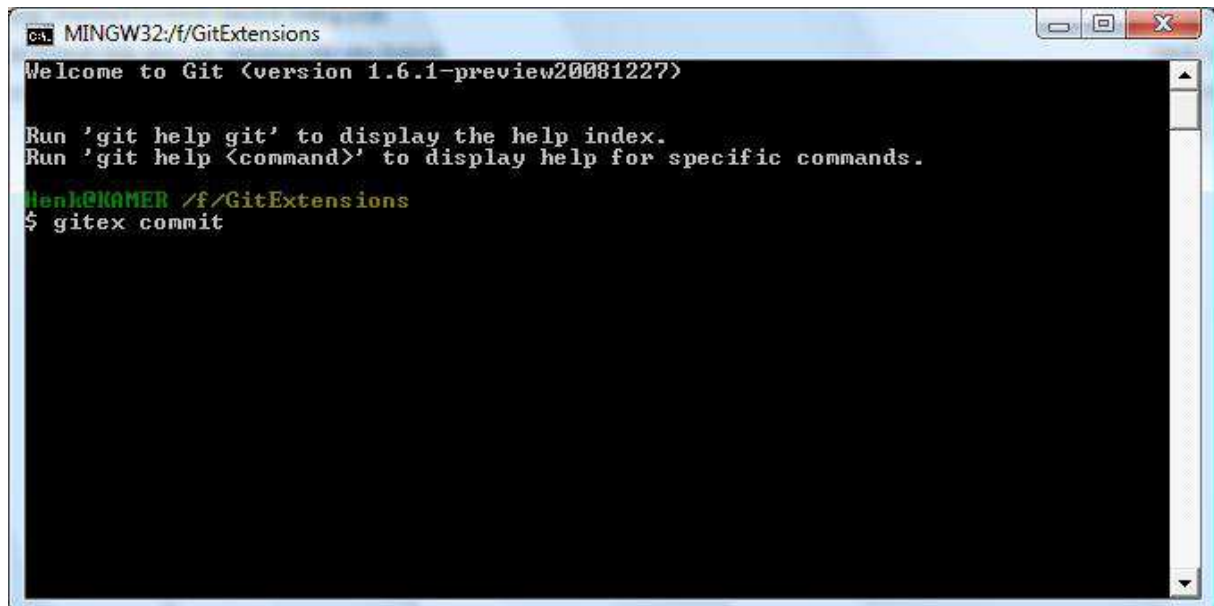 MINGW32:/f/GitExtensions
Welcome to Git (version 1.6.1-preview20081227)
Run 'git help git' to display the help index.
Run 'git help <command>' to display help for specific commands.
Henk@KAMER /f/GitExtensions
$ gitex commit